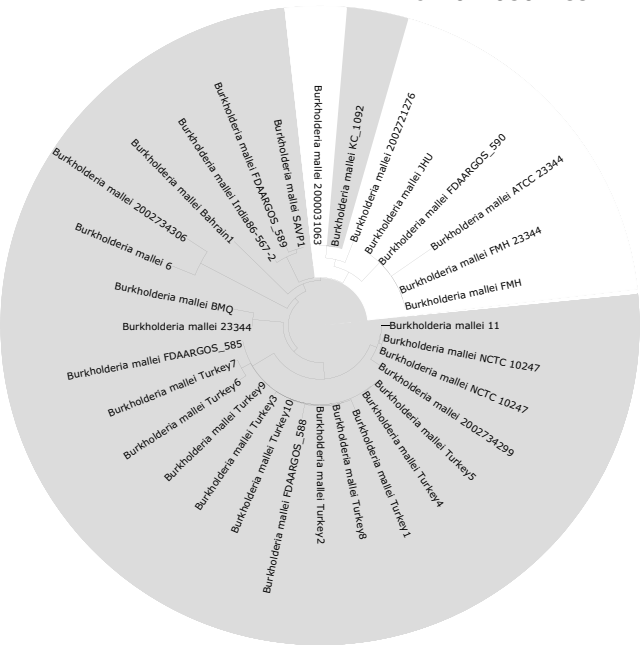 Burkholderia mallei 2000031063
Burkholderia mallei KC_1092
Burkholderia mallei 2002721276
Burkholderia mallei JHU
Burkholderia mallei FDAARGOS_590
Burkholderia mallei ATCC 23344
Burkholderia mallei FMH 23344
Burkholderia mallei FMH
Burkholderia mallei 11
Burkholderia mallei NCTC 10247
Burkholderia mallei NCTC 10247
Burkholderia mallei 2002734299
Burkholderia mallei Turkey5
Burkholderia mallei Turkey4
Burkholderia mallei Turkey1
Burkholderia mallei Turkey8
Burkholderia mallei Turkey2
Burkholderia mallei FDAARGOS_588
Burkholderia mallei Turkey10
Burkholderia mallei Turkey3
Burkholderia mallei Turkey9
Burkholderia mallei Turkey6
Burkholderia mallei Turkey7
Burkholderia mallei FDAARGOS_585
Burkholderia mallei 23344
Burkholderia mallei BMQ
Burkholderia mallei 6
Burkholderia mallei 2002734306
Burkholderia mallei Bahrain1
Burkholderia mallei India86-567-2
Burkholderia mallei FDAARGOS_589
Burkholderia mallei SAVP1